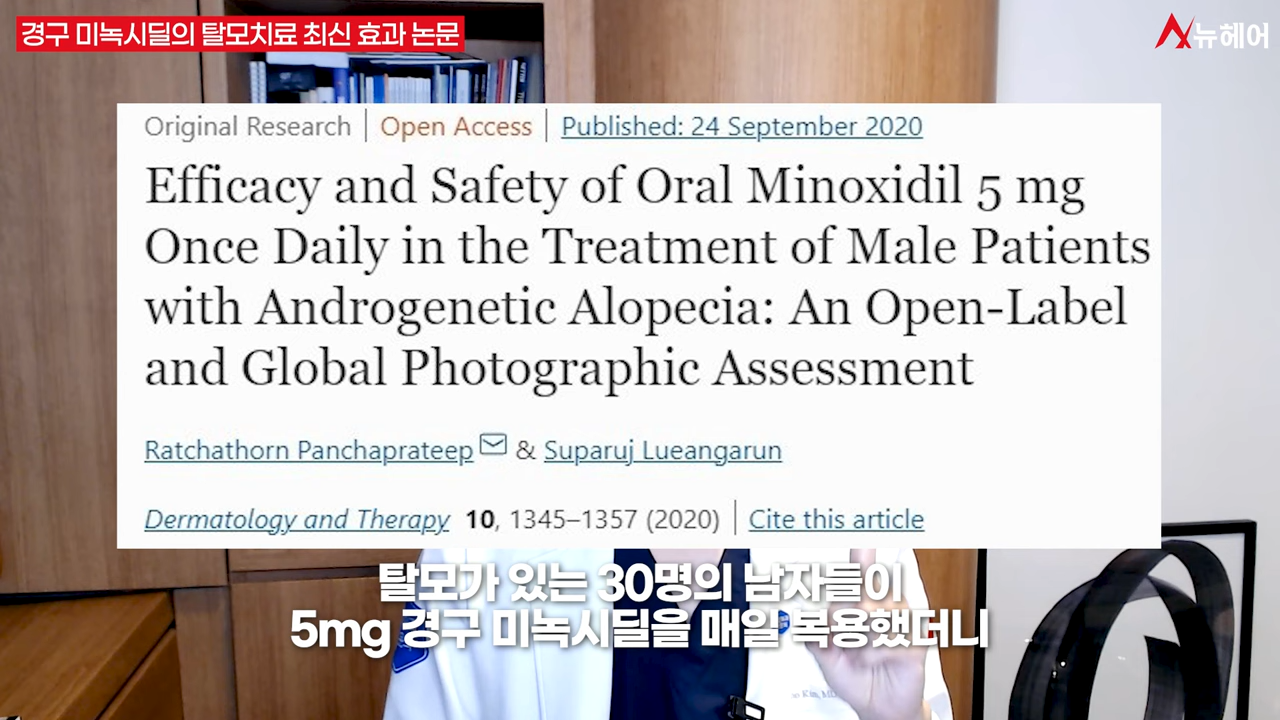 경구 미녹시딜의 탈모치료 최신 효과 논문
뉴헤어
Original Research | Open Access | Published: 24 September 2020
Efficacy and Safety of Oral Minoxidil 5 mg
Once Daily in the Treatment of Male Patients
with Androgenetic Alopecia: An Open-Label
and Global Photographic Assessment
Ratchathorn Panchaprateep & Suparuj Lueangarun
Dermatology and Therapy 10, 1345–1357 (2020) | Cite this article
탈모가 있는 30명의 남자들이
5mg 경구 미녹시딜을 매일 복용했더니